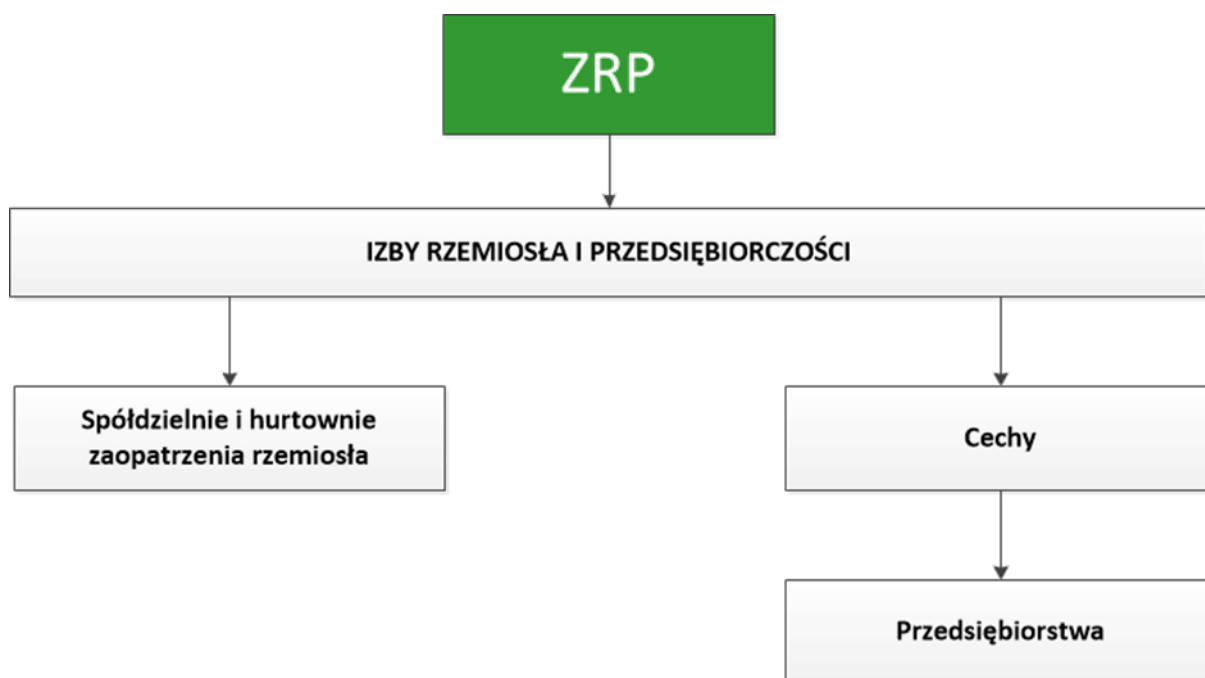 ZRP
IZBY RZEMIOSŁA I PRZEDSIĘBIORCZOŚCI
Spółdzielnie i hurtownie
zaopatrzenia rzemiosła
Cechy
Przedsiębiorstwa